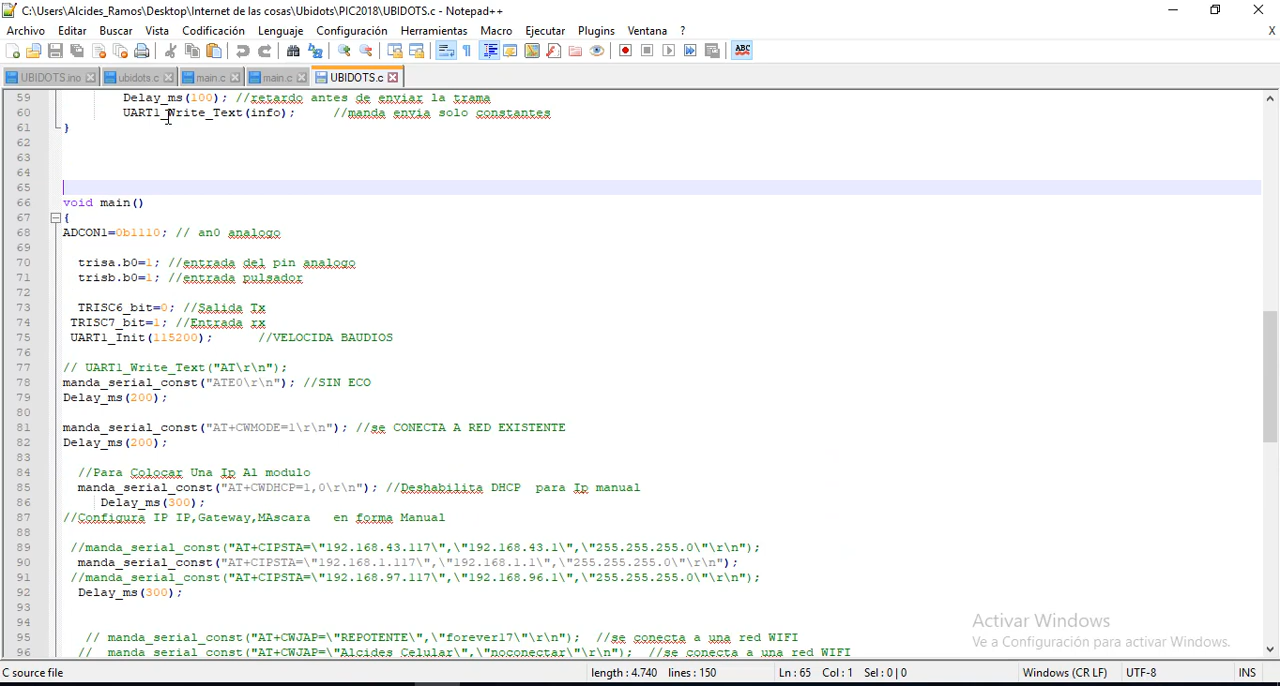 C:\Users\Alcides_Ramos\Desktop\Internet de las cosas\Ubidots\PIC2018\UBIDOTS.c - Notepad++
Archivo Editar Buscar Vista Codificación Lenguaje Configuración Herramientas Macro Ejecutar Plugins Ventana ? X
UBIDOTS.ino ubidots.c main.c main.c UBIDOTS.c
59 Delay_ms(100); //retardo antes de enviar la trama
60 UART1_Write_Text(info); //manda envia solo constantes
61 }
62
63
64
65
66 void main()
67 {
68 ADCON1=0b1110; // an0 analogo
69
70 trisa.b0=1; //entrada del pin analogo
71 trisb.b0=1; //entrada pulsador
72
73 TRISC6_bit=0; //Salida Tx
74 TRISC7_bit=1; //Entrada rx
75 UART1_Init(115200); //VELOCIDA BAUDIOS
76
77 // UART1_Write_Text("AT\r\n");
78 manda_serial_const("ATE0\r\n"); //SIN ECO
79 Delay_ms(200);
80
81 manda_serial_const("AT+CWMODE=1\r\n"); //se CONECTA A RED EXISTENTE
82 Delay_ms(200);
83
84 //Para Colocar Una Ip Al modulo
85 manda_serial_const("AT+CWDHCP=1,0\r\n"); //Deshabilita DHCP para Ip manual
86 Delay_ms(300);
87 //Configura IP IP,Gateway,MAscara en forma Manual
88
89 //manda_serial_const("AT+CIPSTA=\"192.168.43.117\",\"192.168.43.1\",\"255.255.255.0\"\r\n");
90 manda_serial_const("AT+CIPSTA=\"192.168.1.117\",\"192.168.1.1\",\"255.255.255.0\"\r\n");
91 //manda_serial_const("AT+CIPSTA=\"192.168.97.117\",\"192.168.96.1\",\"255.255.255.0\"\r\n");
92 Delay_ms(300);
93
94
95 // manda_serial_const("AT+CWJAP=\"REPOTENTE\",\"forever17\"\r\n"); //se conecta a una red WIFI
96 // manda_serial_const("AT+CWJAP=\"Alcides Celular\",\"noconectar\"\r\n"); //se conecta a una red WIFI
Activar Windows
Ve a Configuración para activar Windows.
C source file length : 4.740 lines : 150 Ln : 65 Col : 1 Sel : 0 | 0 Windows (CR LF) UTF-8 INS